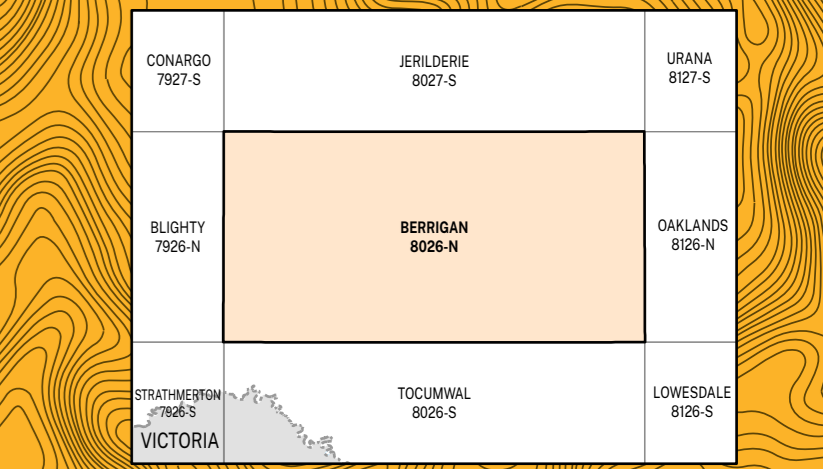 CONARGO
7927-S
JERILDERIE
8027-S
URANA
8127-S
BLIGHTY
7926-N
BERRIGAN
8026-N
OAKLANDS
8126-N
STRATHMERTON
7926-S
VICTORIA
TOCUMWAL
8026-S
LOWESDALE
8126-S